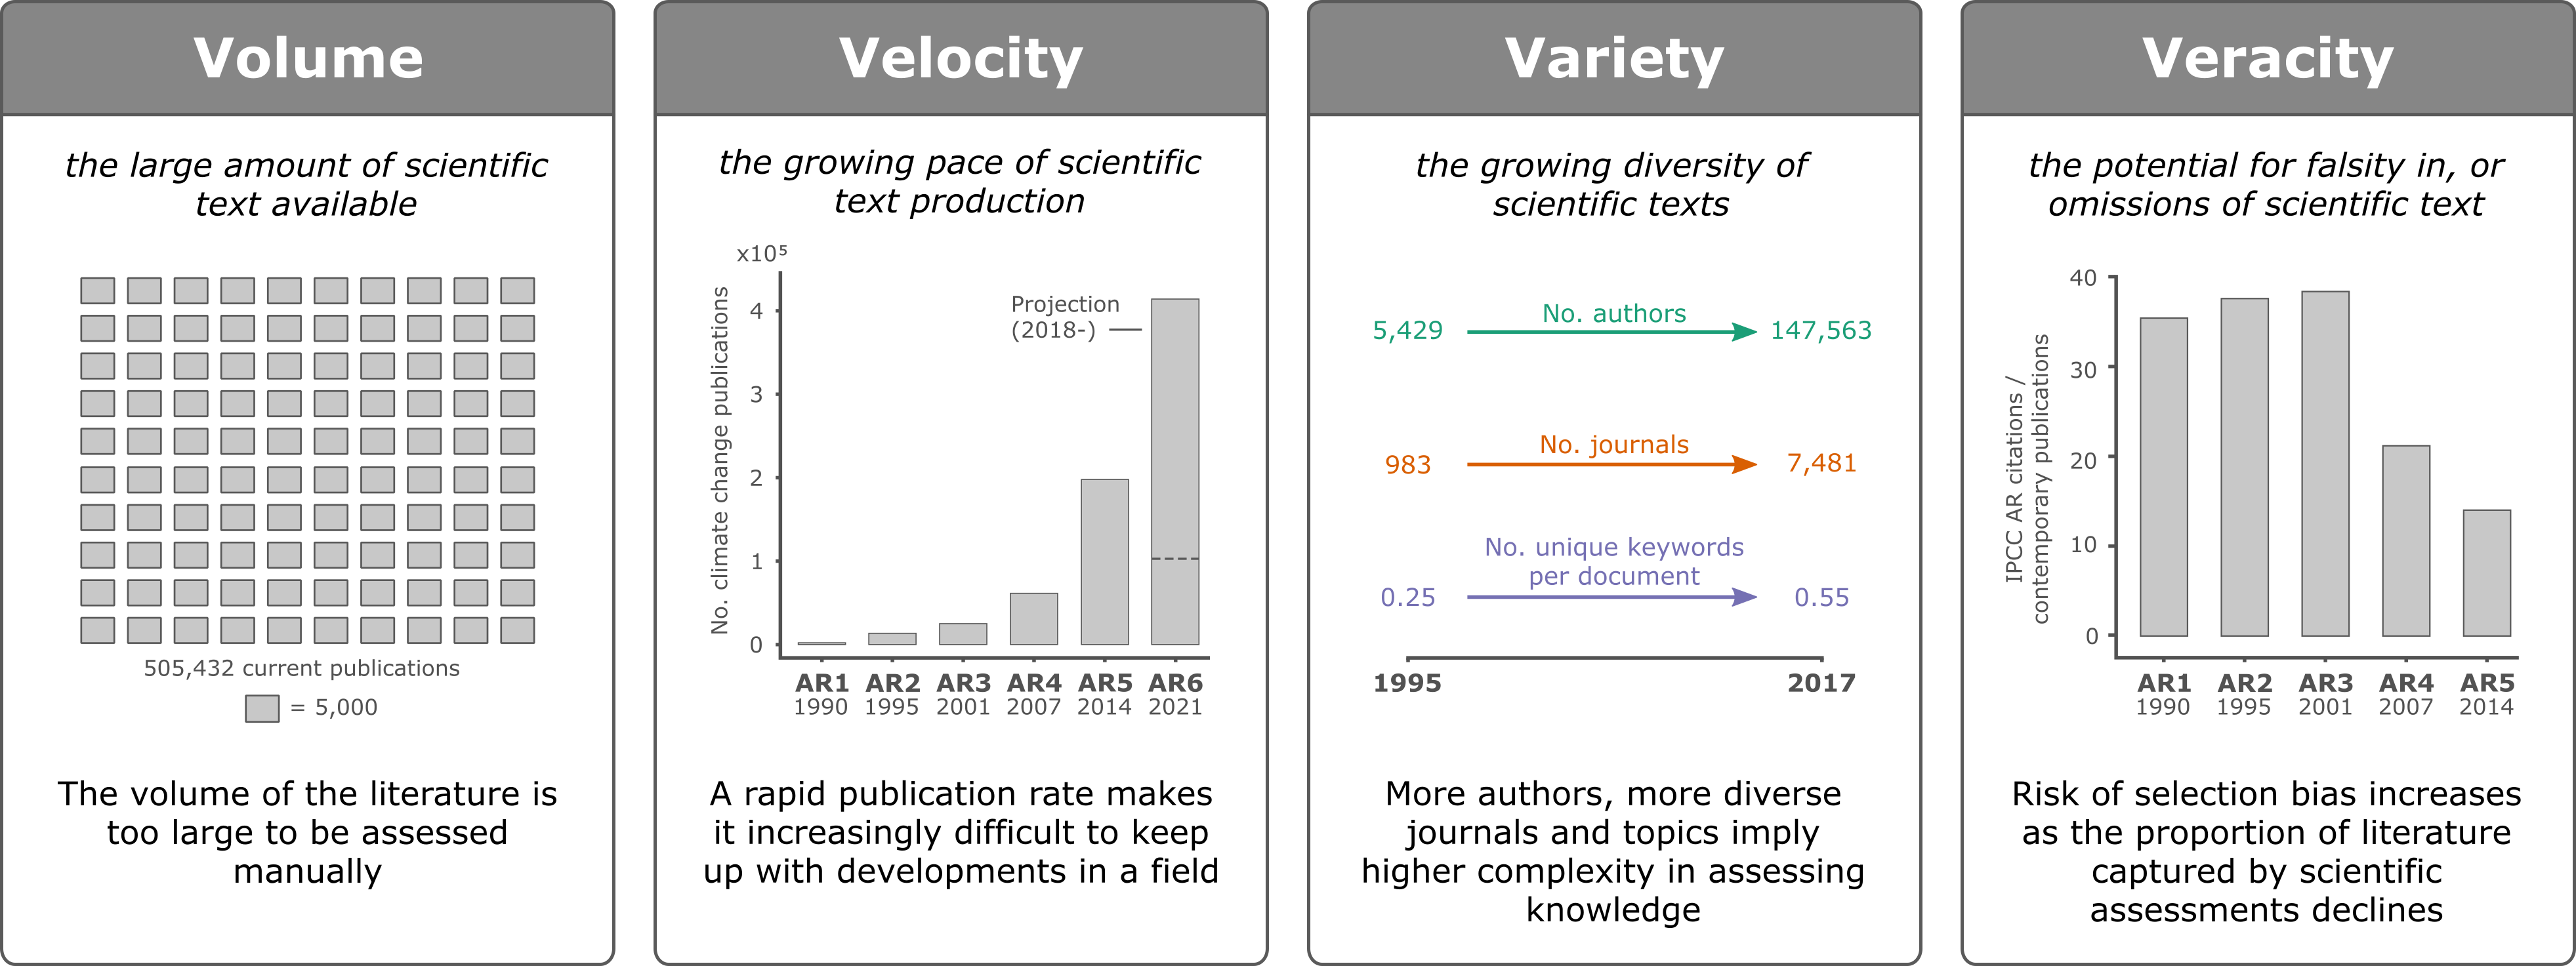 Volume
the large amount of scientific
text available
505,432 current publications
= 5,000
The volume of the literature is
too large to be assessed
manually
Velocity
the growing pace of scientific
text production
x10⁵
No. climate change publications
4
3
2
1
0
Projection
(2018-)
AR1 AR2 AR3 AR4 AR5 AR6
1990 1995 2001 2007 2014 2021
A rapid publication rate makes
it increasingly difficult to keep
up with developments in a field
Variety
the growing diversity of
scientific texts
No. authors
5,429 147,563
No. journals
983 7,481
No. unique keywords
per document
0.25 0.55
1995 2017
More authors, more diverse
journals and topics imply
higher complexity in assessing
knowledge
Veracity
the potential for falsity in, or
omissions of scientific text
IPCC AR citations /
contemporary publications
40
30
20
10
0
AR1 AR2 AR3 AR4 AR5
1990 1995 2001 2007 2014
Risk of selection bias increases
as the proportion of literature
captured by scientific
assessments declines